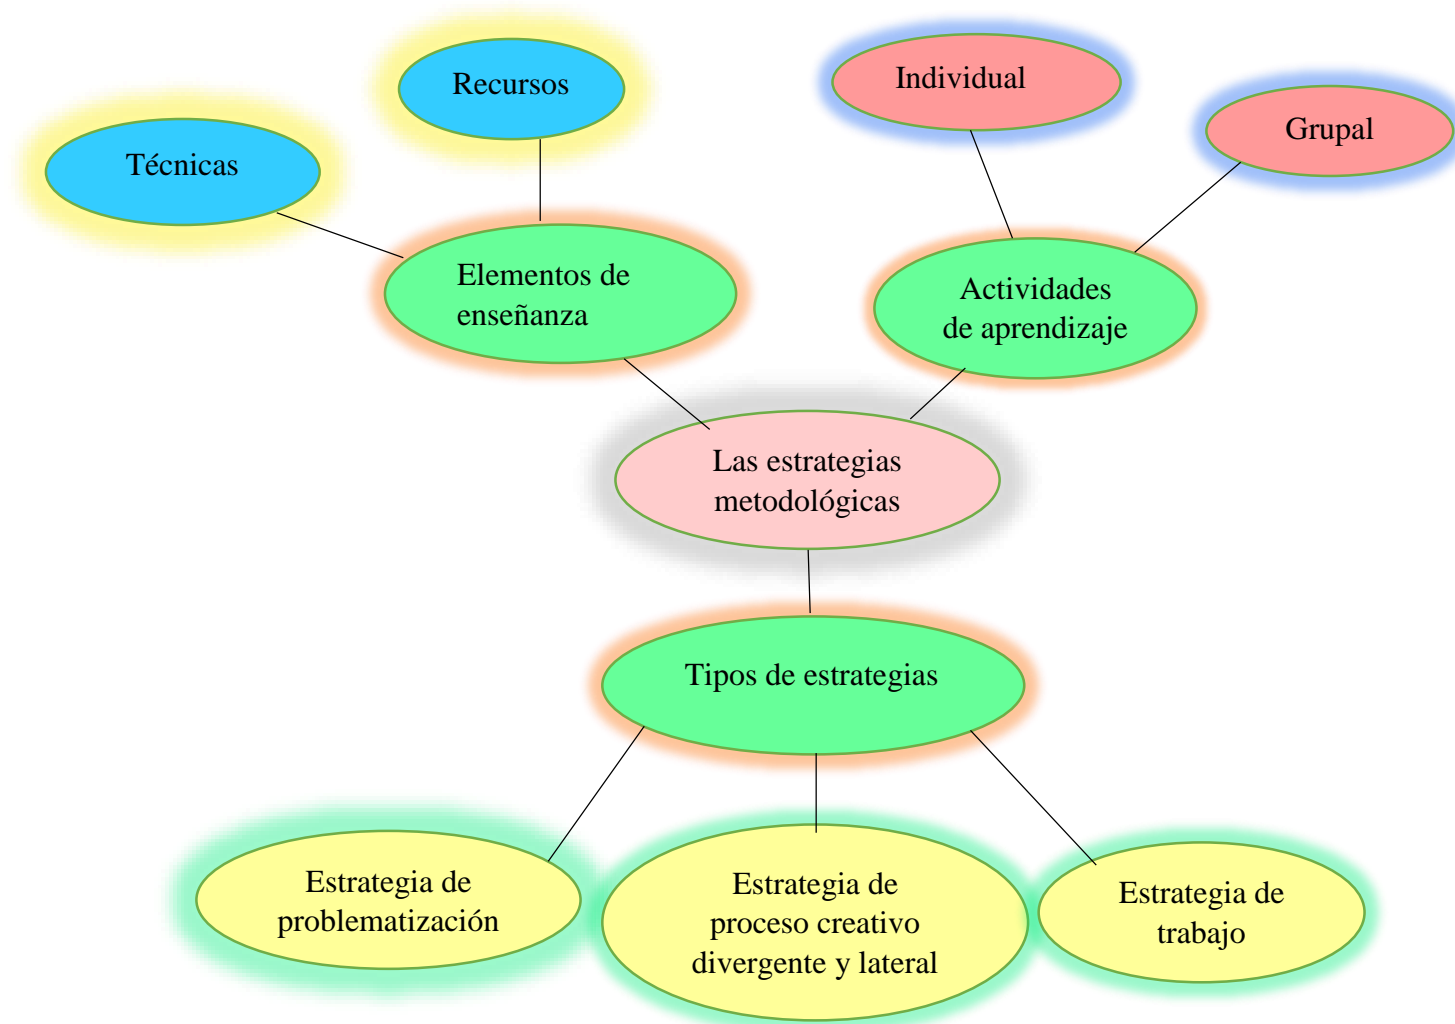 Recursos
Individual
Técnicas
Grupal
Elementos de
enseñanza
Actividades
de aprendizaje
Las estrategias
metodológicas
Tipos de estrategias
Estrategia de
problematización
Estrategia de
proceso creativo
divergente y lateral
Estrategia de
trabajo